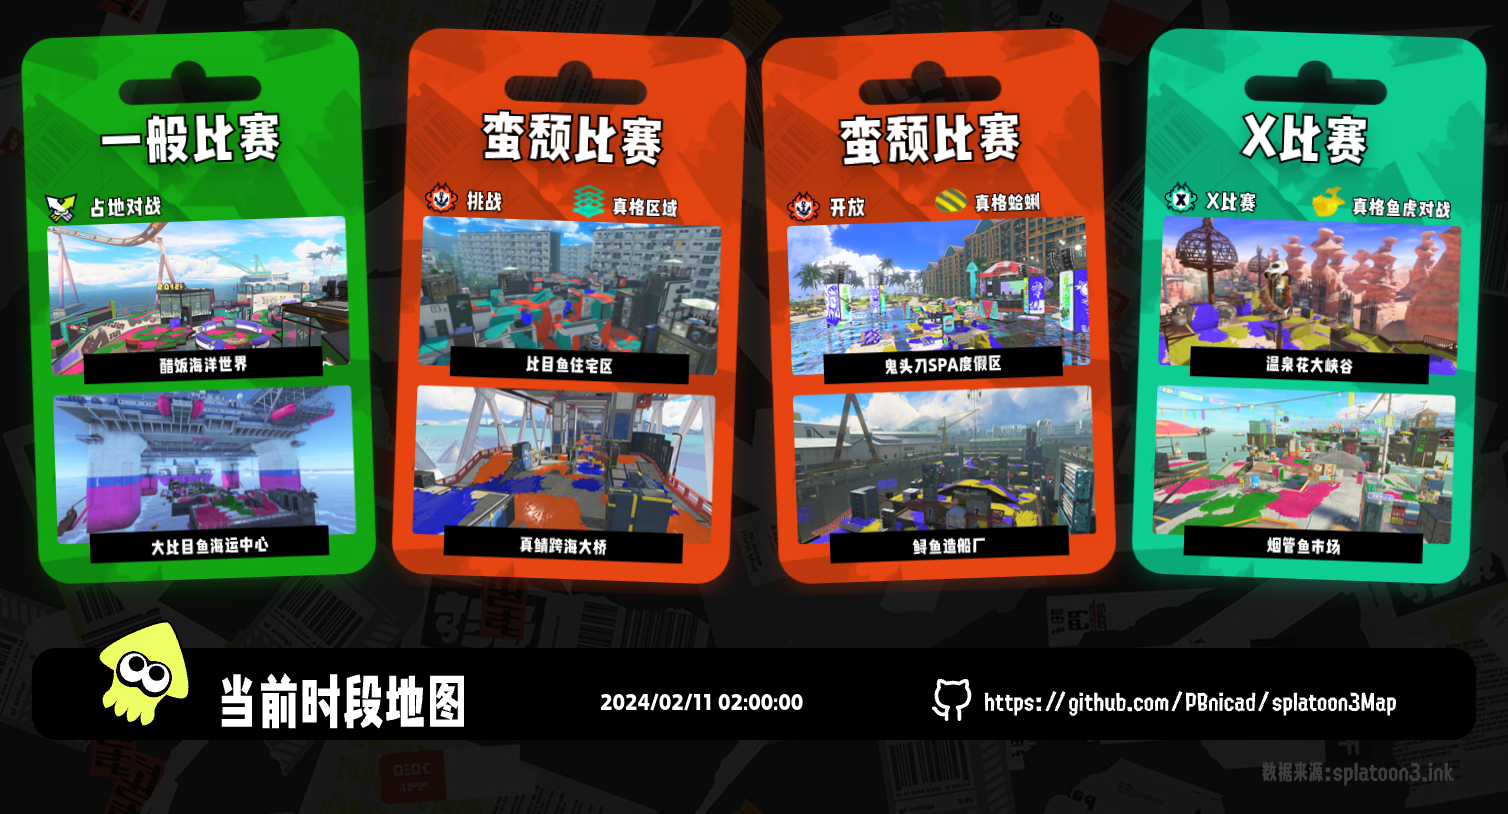 一般比赛
占地对战
醋饭海洋世界
大比目鱼海运中心
蛮颓比赛
挑战
真格区域
比目鱼住宅区
真鲭跨海大桥
蛮颓比赛
开放
真格蛤蜊
鬼头刀SPA度假区
鲟鱼造船厂
X比赛
X比赛
真格鱼虎对战
温泉花大峡谷
烟管鱼市场
当前时段地图
2024/02/11 02:00:00
https://github.com/PBnicad/splatoon3Map
数据来源:splatoon3.ink